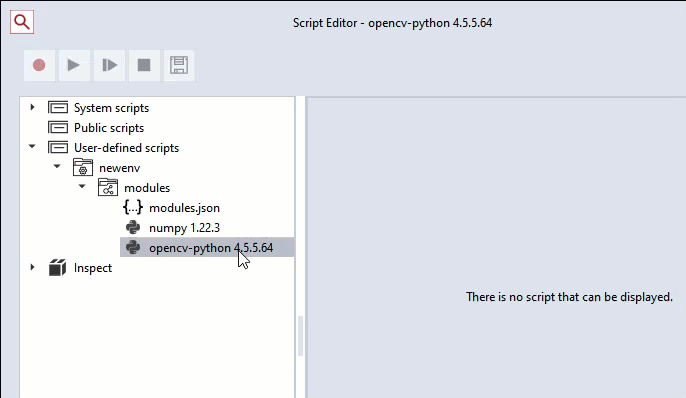 Script Editor - opencv-python 4.5.5.64
System scripts
Public scripts
User-defined scripts
newenv
modules
{...} modules.json
numpy 1.22.3
opencv-python 4.5.5.64
Inspect
There is no script that can be displayed.